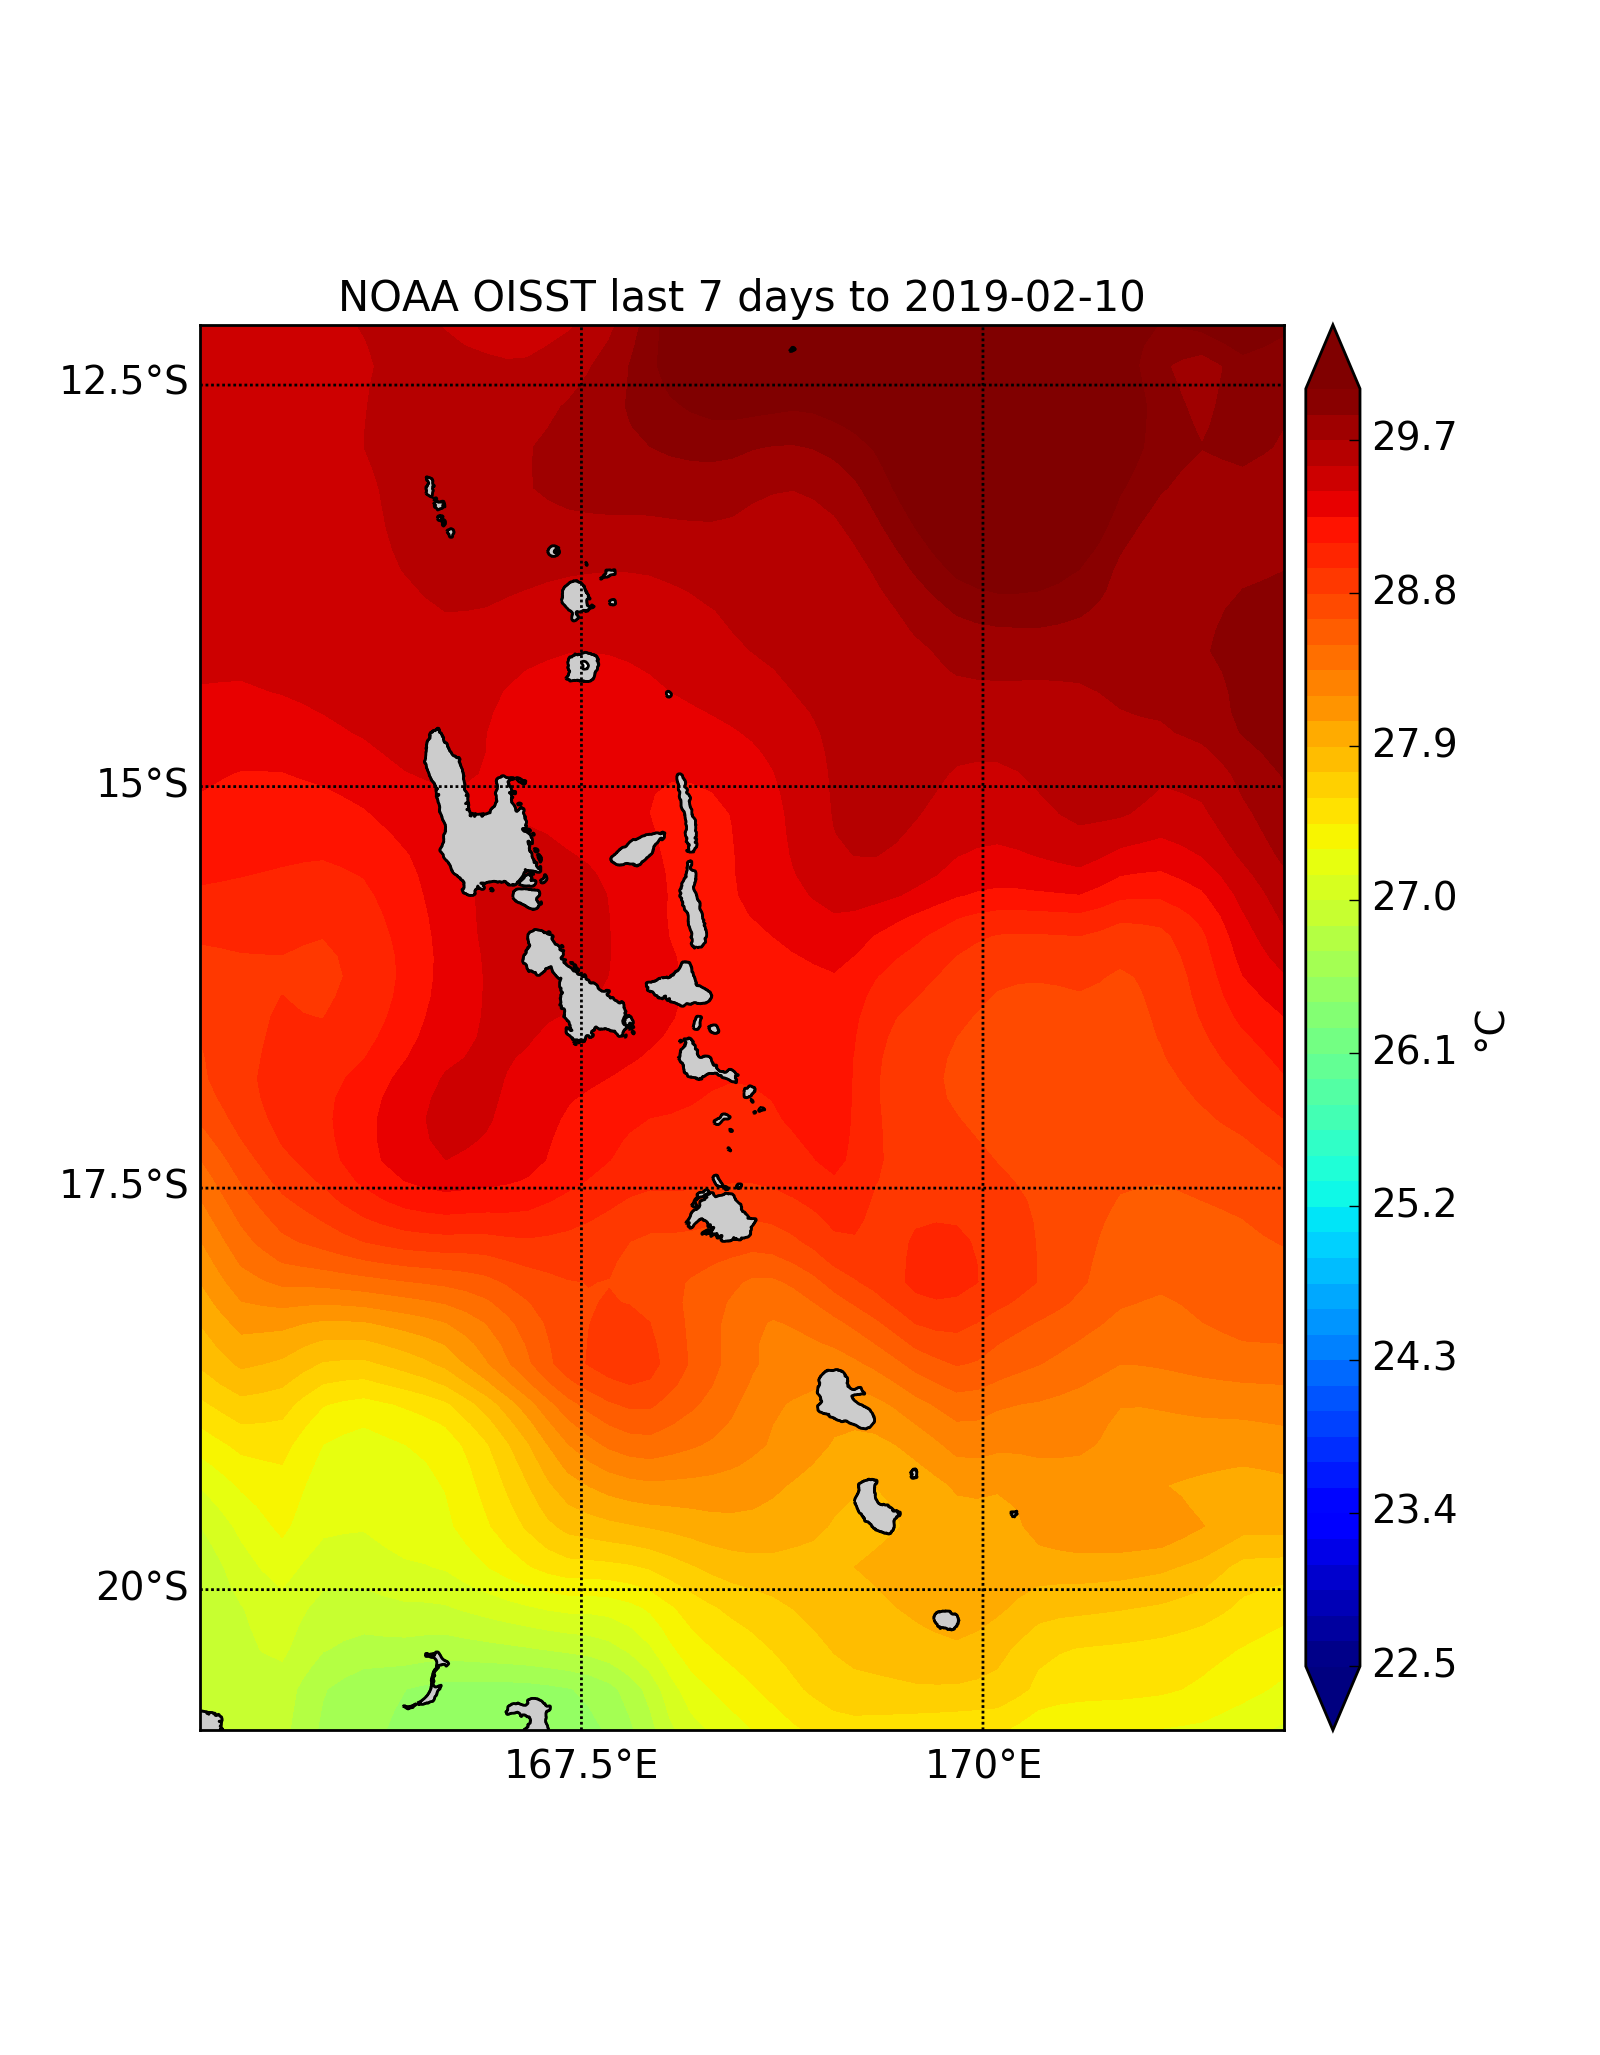 NOAA OISST last 7 days to 2019-02-10
12.5°S
15°S
17.5°S
20°S
167.5°E
170°E
29.7
28.8
27.9
27.0
26.1
25.2
24.3
23.4
22.5
°C